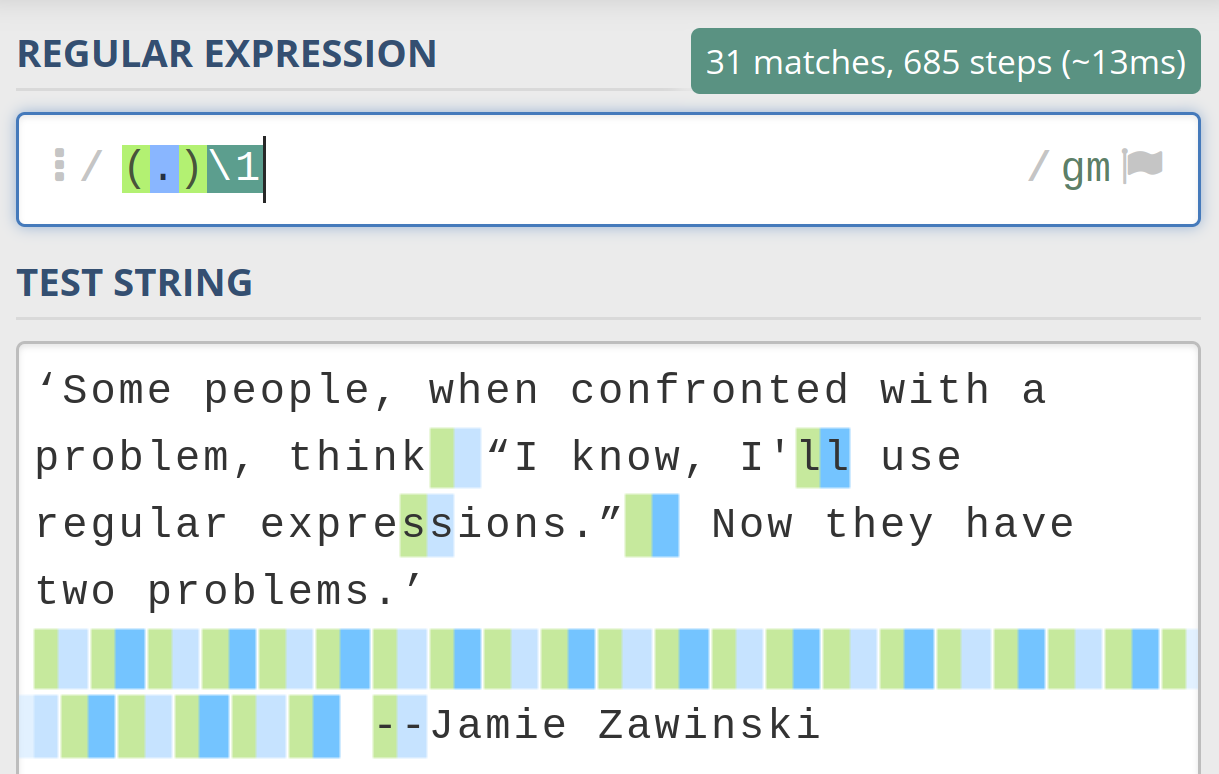 REGULAR EXPRESSION
31 matches, 685 steps (~13ms)
/ (.)\1 / gm
TEST STRING
‘Some people, when confronted with a
problem, think  “I know, I'll use
regular expressions.”   Now they have
two problems.’
--Jamie Zawinski